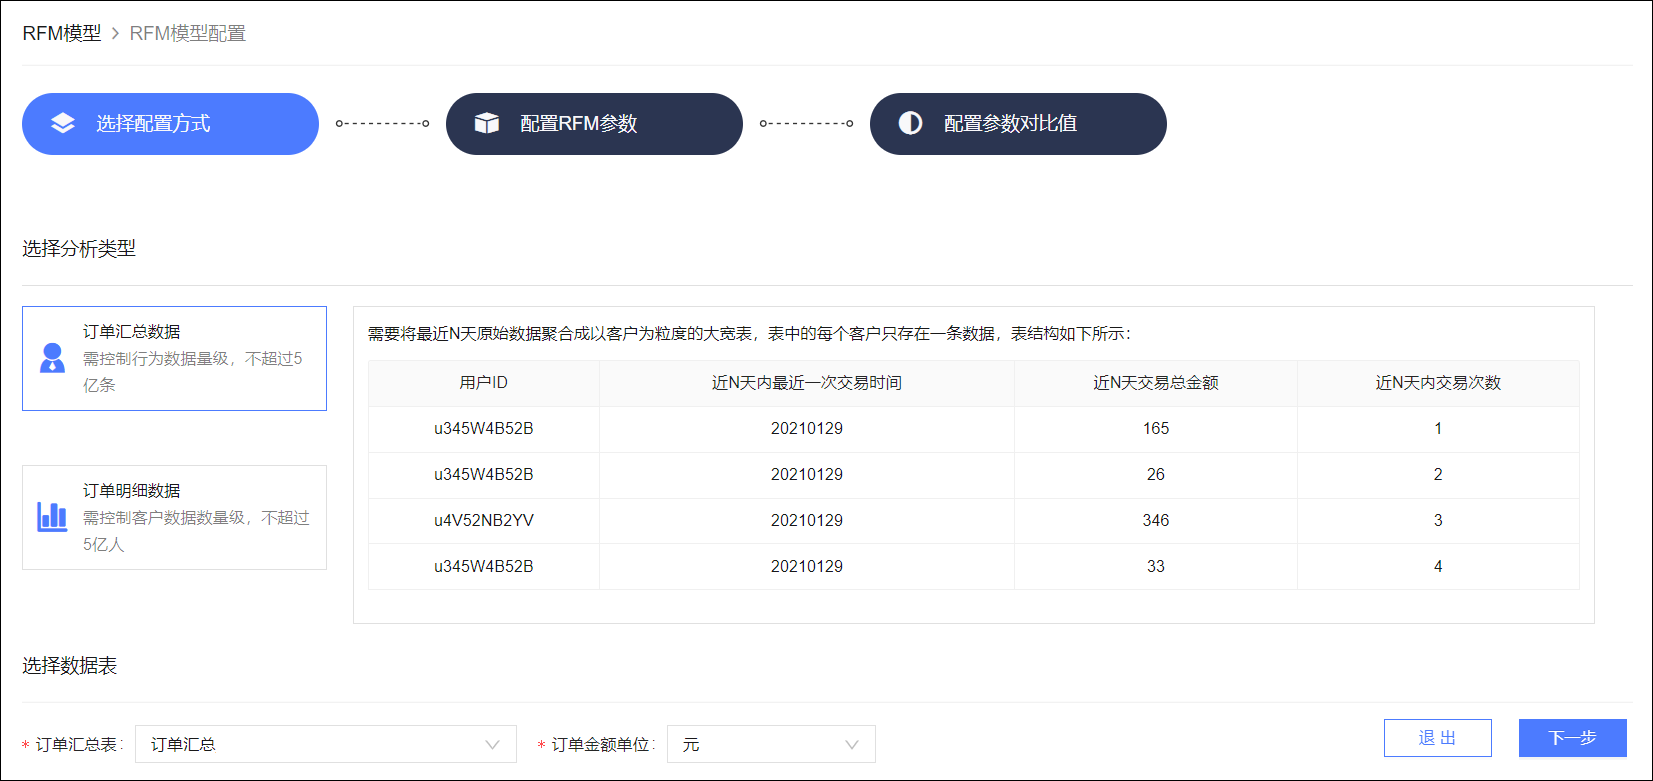 RFM模型 > RFM模型配置
选择配置方式
配置RFM参数
配置参数对比值
选择分析类型
订单汇总数据
需控制行为数据量级，不超过5
亿条
订单明细数据
需控制客户数据数量级，不超过
5亿人
需要将最近N天原始数据聚合成以客户为粒度的大宽表，表中的每个客户只存在一条数据，表结构如下所示：
用户ID 近N天内最近一次交易时间 近N天交易总金额 近N天内交易次数
u345W4B52B 20210129 165 1
u345W4B52B 20210129 26 2
u4V52NB2YV 20210129 346 3
u345W4B52B 20210129 33 4
选择数据表
* 订单汇总表: 订单汇总 * 订单金额单位: 元
退 出
下一步